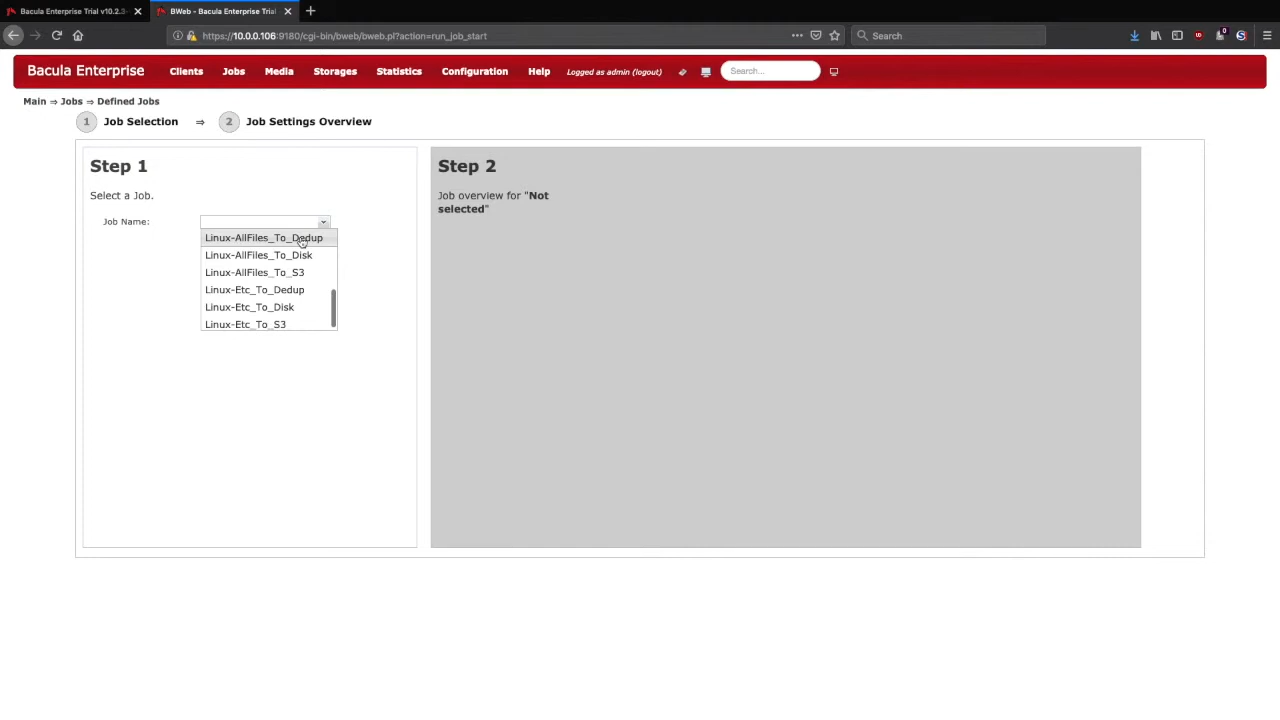 Bacula Enterprise Trial v10.2.3
BWeb - Bacula Enterprise Trial
https://10.0.0.106:9180/cgi-bin/bweb/bweb.pl?action=run_job_start
Search
Bacula Enterprise
Clients
Jobs
Media
Storages
Statistics
Configuration
Help
Logged as admin (logout)
Search...
Main ⇒ Jobs ⇒ Defined Jobs
1 Job Selection ⇒ 2 Job Settings Overview
Step 1
Select a Job.
Job Name:
Linux-AllFiles_To_Dedup
Linux-AllFiles_To_Disk
Linux-AllFiles_To_S3
Linux-Etc_To_Dedup
Linux-Etc_To_Disk
Linux-Etc_To_S3
Step 2
Job overview for "Not
selected"